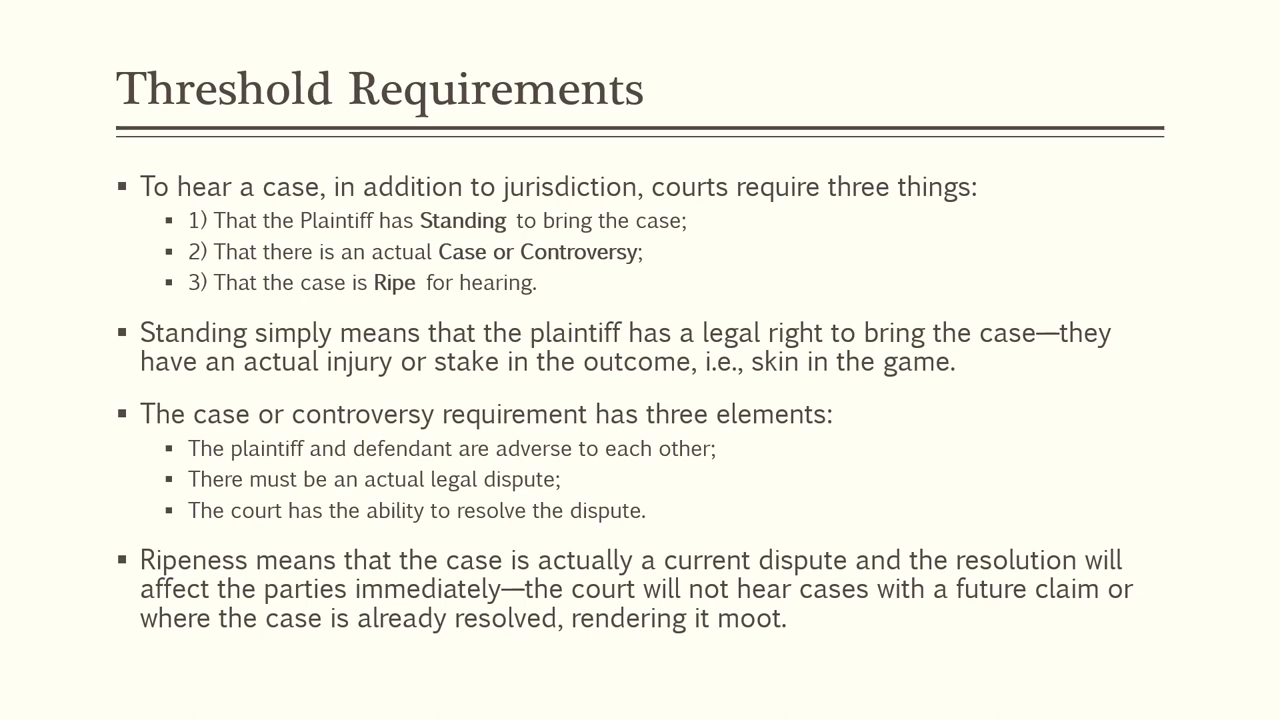 Threshold Requirements
▪ To hear a case, in addition to jurisdiction, courts require three things:
▪ 1) That the Plaintiff has Standing to bring the case;
▪ 2) That there is an actual Case or Controversy;
▪ 3) That the case is Ripe for hearing.
▪ Standing simply means that the plaintiff has a legal right to bring the case—they
have an actual injury or stake in the outcome, i.e., skin in the game.
▪ The case or controversy requirement has three elements:
▪ The plaintiff and defendant are adverse to each other;
▪ There must be an actual legal dispute;
▪ The court has the ability to resolve the dispute.
▪ Ripeness means that the case is actually a current dispute and the resolution will
affect the parties immediately—the court will not hear cases with a future claim or
where the case is already resolved, rendering it moot.